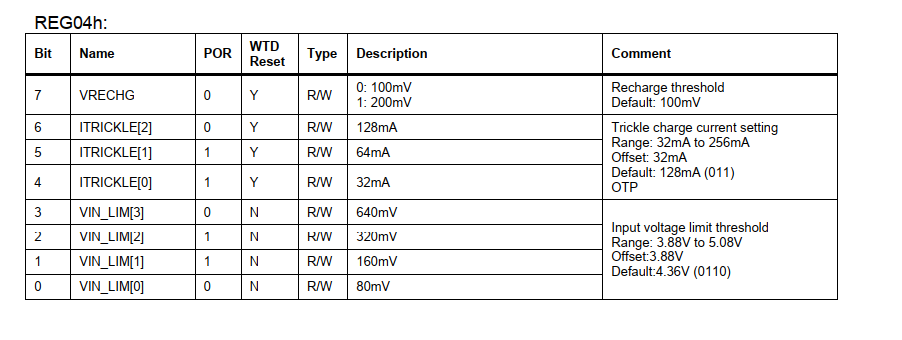 REG04h:
Bit Name POR WTD Reset Type Description Comment
7 VRECHG 0 Y R/W 0: 100mV
1: 200mV
Recharge threshold
Default: 100mV
6 ITRICKLE[2] 0 Y R/W 128mA
5 ITRICKLE[1] 1 Y R/W 64mA
4 ITRICKLE[0] 1 Y R/W 32mA
Trickle charge current setting
Range: 32mA to 256mA
Offset: 32mA
Default: 128mA (011)
OTP
3 VIN_LIM[3] 0 N R/W 640mV
2 VIN_LIM[2] 1 N R/W 320mV
1 VIN_LIM[1] 1 N R/W 160mV
0 VIN_LIM[0] 0 N R/W 80mV
Input voltage limit threshold
Range: 3.88V to 5.08V
Offset:3.88V
Default:4.36V (0110)